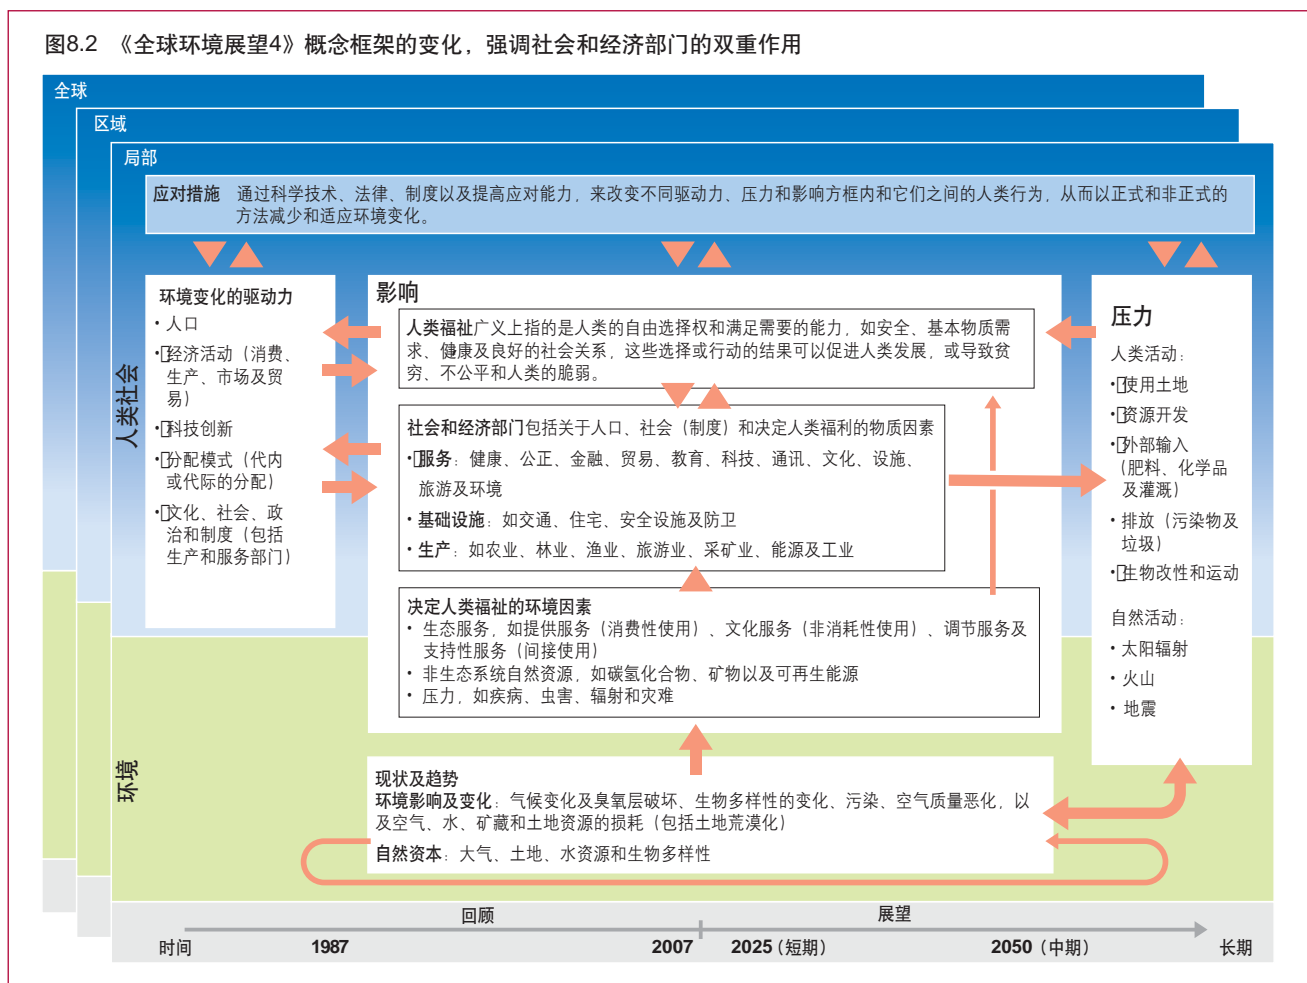 图8.2 《全球环境展望4》概念框架的变化，强调社会和经济部门的双重作用
全球
区域
局部
应对措施 通过科学技术、法律、制度以及提高应对能力，来改变不同驱动力、压力和影响方框内和它们之间的人类行为，从而以正式和非正式的
方法减少和适应环境变化。
人类社会
环境变化的驱动力
• 人口
• 经济活动（消费、
生产、市场及贸
易）
• 科技创新
• 分配模式（代内
或代际的分配）
• 文化、社会、政
治和制度（包括
生产和服务部门）
影响
人类福祉广义上指的是人类的自由选择权和满足需要的能力，如安全、基本物质需
求、健康及良好的社会关系，这些选择或行动的结果可以促进人类发展，或导致贫
穷、不公平和人类的脆弱。
社会和经济部门包括关于人口、社会（制度）和决定人类福利的物质因素
• 服务：健康、公正、金融、贸易、教育、科技、通讯、文化、设施、
旅游及环境
• 基础设施：如交通、住宅、安全设施及防卫
• 生产：如农业、林业、渔业、旅游业、采矿业、能源及工业
决定人类福祉的环境因素
• 生态服务，如提供服务（消费性使用）、文化服务（非消耗性使用）、调节服务及
支持性服务（间接使用）
• 非生态系统自然资源，如碳氢化合物、矿物以及可再生能源
• 压力，如疾病、虫害、辐射和灾难
压力
人类活动：
• 使用土地
• 资源开发
• 外部输入
（肥料、化学品
及灌溉）
• 排放（污染物及
垃圾）
• 生物改性和运动
自然活动：
• 太阳辐射
• 火山
• 地震
环境
现状及趋势
环境影响及变化：气候变化及臭氧层破坏、生物多样性的变化、污染、空气质量恶化，以
及空气、水、矿藏和土地资源的损耗（包括土地荒漠化）
自然资本：大气、土地、水资源和生物多样性
回顾 展望
时间 1987 2007 2025（短期） 2050（中期） 长期